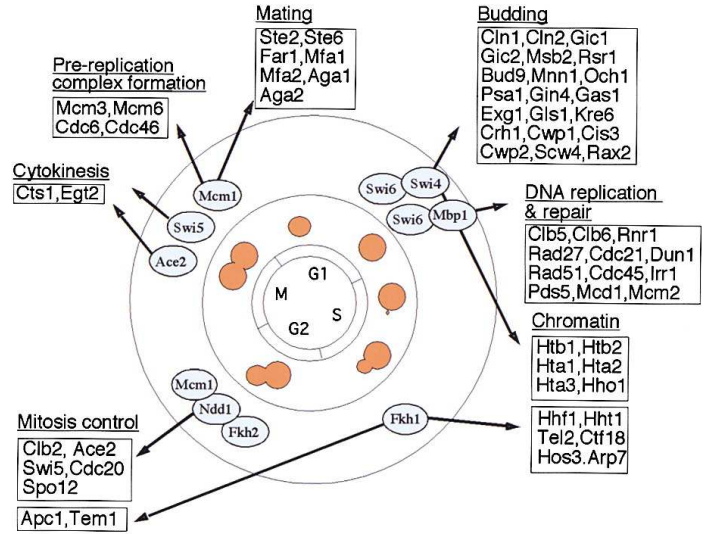 Mating
Ste2,Ste6
Far1,Mfa1
Mfa2,Aga1
Aga2
Budding
Cln1,Cln2,Gic1
Gic2,Msb2,Rsr1
Bud9,Mnn1,Och1
Psa1,Gin4,Gas1
Exg1,Gls1,Kre6
Crh1,Cwp1,Cis3
Cwp2,Scw4,Rax2
Pre-replication
complex formation
Mcm3,Mcm6
Cdc6,Cdc46
Cytokinesis
Cts1,Egt2
Mcm1
Swi5
Ace2
Swi6
Swi4
Swi6
Mbp1
DNA replication
& repair
Clb5,Clb6,Rnr1
Rad27,Cdc21,Dun1
Rad51,Cdc45,Irr1
Pds5,Mcd1,Mcm2
G1
M
S
G2
Chromatin
Htb1,Htb2
Hta1,Hta2
Hta3,Hho1
Hhf1,Hht1
Tel2,Ctf18
Hos3.Arp7
Mcm1
Ndd1
Fkh2
Fkh1
Mitosis control
Clb2, Ace2
Swi5,Cdc20
Spo12
Apc1,Tem1